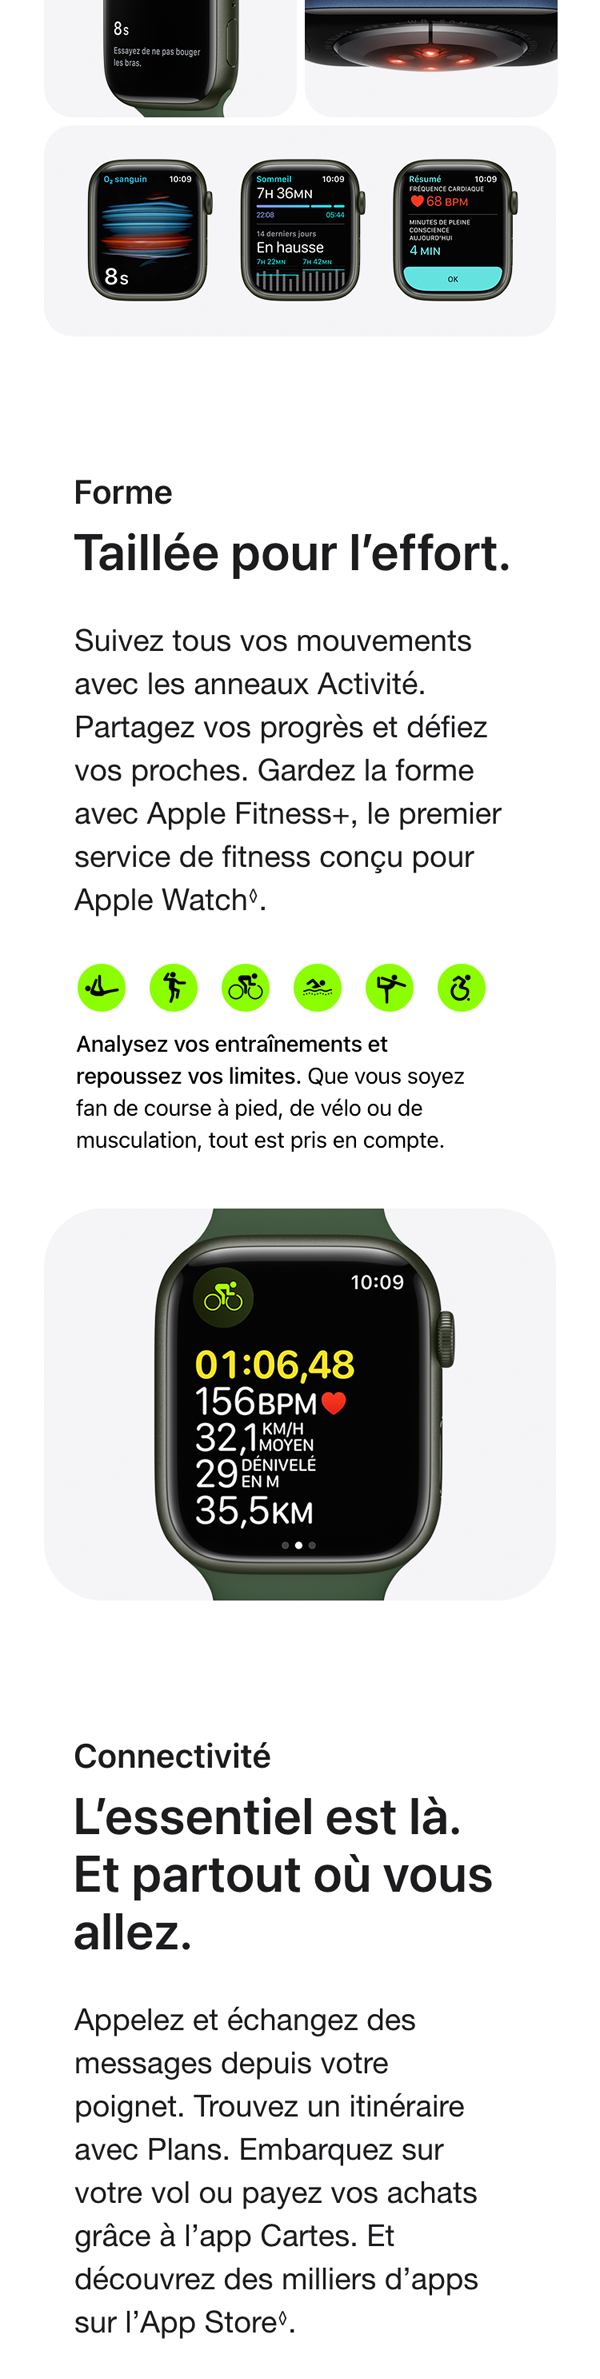 8s
Essayez de ne pas bouger
les bras.
O₂ sanguin 10:09
8s
Sommeil 10:09
7H 36MN
22:08 05:44
14 derniers jours
En hausse
7H 22MN 7H 42MN
Résumé 10:09
FRÉQUENCE CARDIAQUE
68 BPM
MINUTES DE PLEINE
CONSCIENCE
AUJOURD'HUI
4 MIN
OK
Forme
Taillée pour l’effort.
Suivez tous vos mouvements
avec les anneaux Activité.
Partagez vos progrès et défiez
vos proches. Gardez la forme
avec Apple Fitness+, le premier
service de fitness conçu pour
Apple Watch◊.
Analysez vos entraînements et
repoussez vos limites. Que vous soyez
fan de course à pied, de vélo ou de
musculation, tout est pris en compte.
10:09
01:06,48
156BPM
32,1 KM/H MOYEN
29 DÉNIVELÉ EN M
35,5KM
Connectivité
L’essentiel est là.
Et partout où vous
allez.
Appelez et échangez des
messages depuis votre
poignet. Trouvez un itinéraire
avec Plans. Embarquez sur
votre vol ou payez vos achats
grâce à l’app Cartes. Et
découvrez des milliers d’apps
sur l’App Store◊.